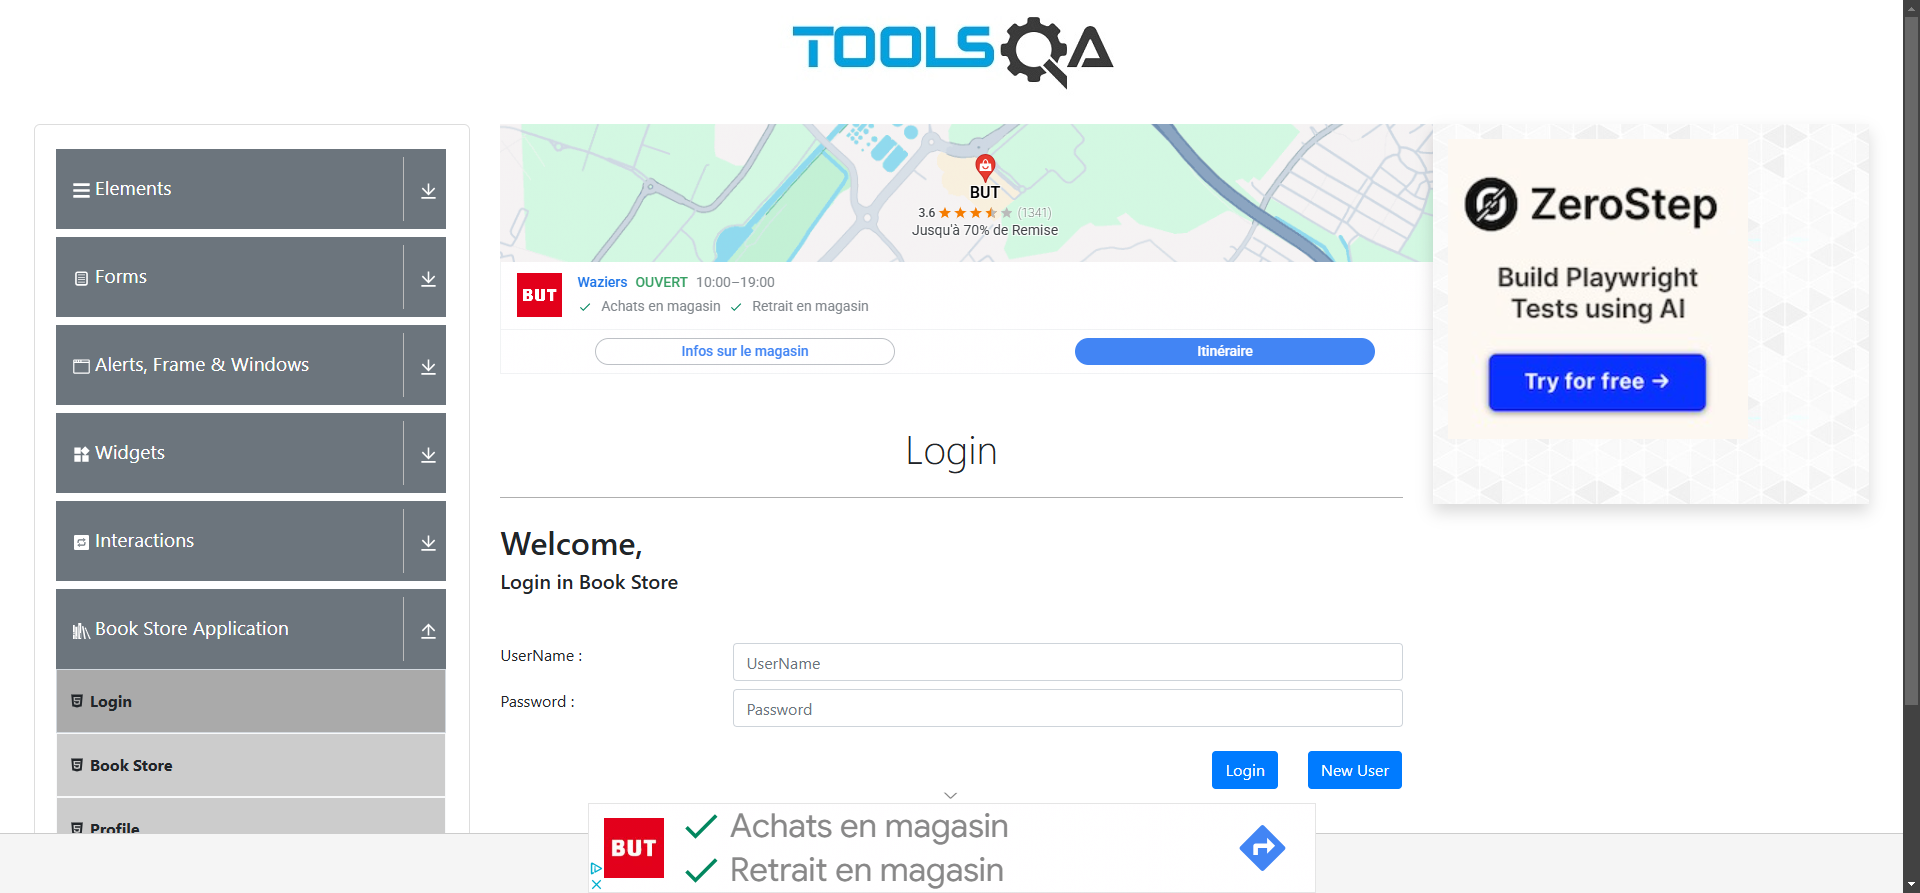 TOOLSQA
Elements
Forms
Alerts, Frame & Windows
Widgets
Interactions
Book Store Application
Login
Book Store
Profile
BUT
3.6 (1341)
Jusqu'à 70% de Remise
BUT
Waziers OUVERT 10:00–19:00
Achats en magasin Retrait en magasin
Infos sur le magasin
Itinéraire
ZeroStep
Build Playwright
Tests using AI
Try for free →
Login
Welcome,
Login in Book Store
UserName :
UserName
Password :
Password
Login
New User
BUT
Achats en magasin
Retrait en magasin